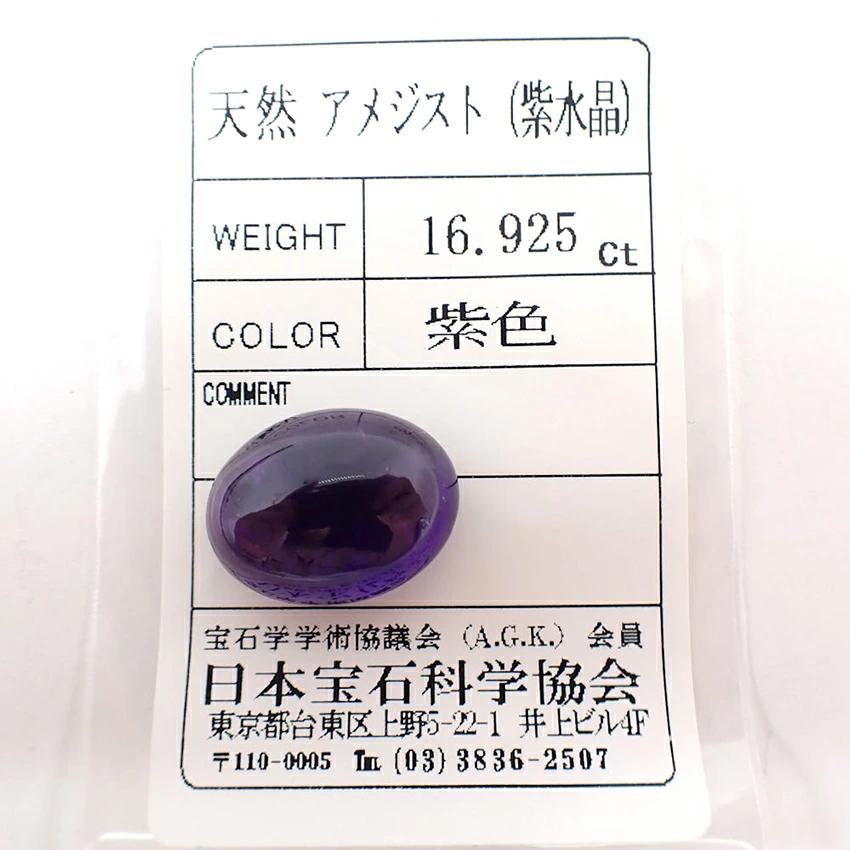 天然 アメジスト (紫水晶)
WEIGHT 16.925 Ct
COLOR 紫色
COMMENT
宝石学学術協議会 (A.G.K.) 会員
日本宝石科学協会
東京都台東区上野5-22-1 井上ビル4F
〒110-0005 ℡ (03) 3836-2507